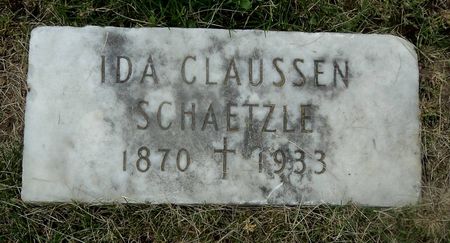 IDA CLAUSSEN
SCHAETZLE
1870 ✝ 1933